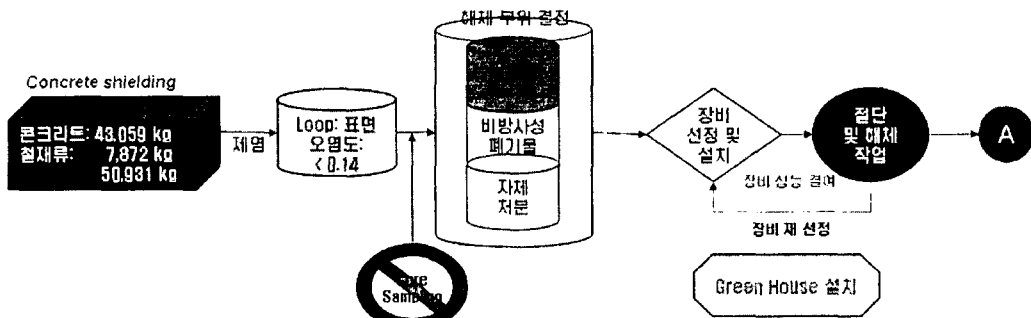 해체 부위 결정
Concrete shielding
콘크리트: 43.059 kg
철재류: 7,872 kg
50,931 kg
제염
Loop: 표면
오염도:
< 0.14
비방사성
폐기물
자체
처분
장비
선정 및
설치
절단
및 해체
작업
A
장비 성능 결여
장비 재 선정
Sampling
Green House 설치